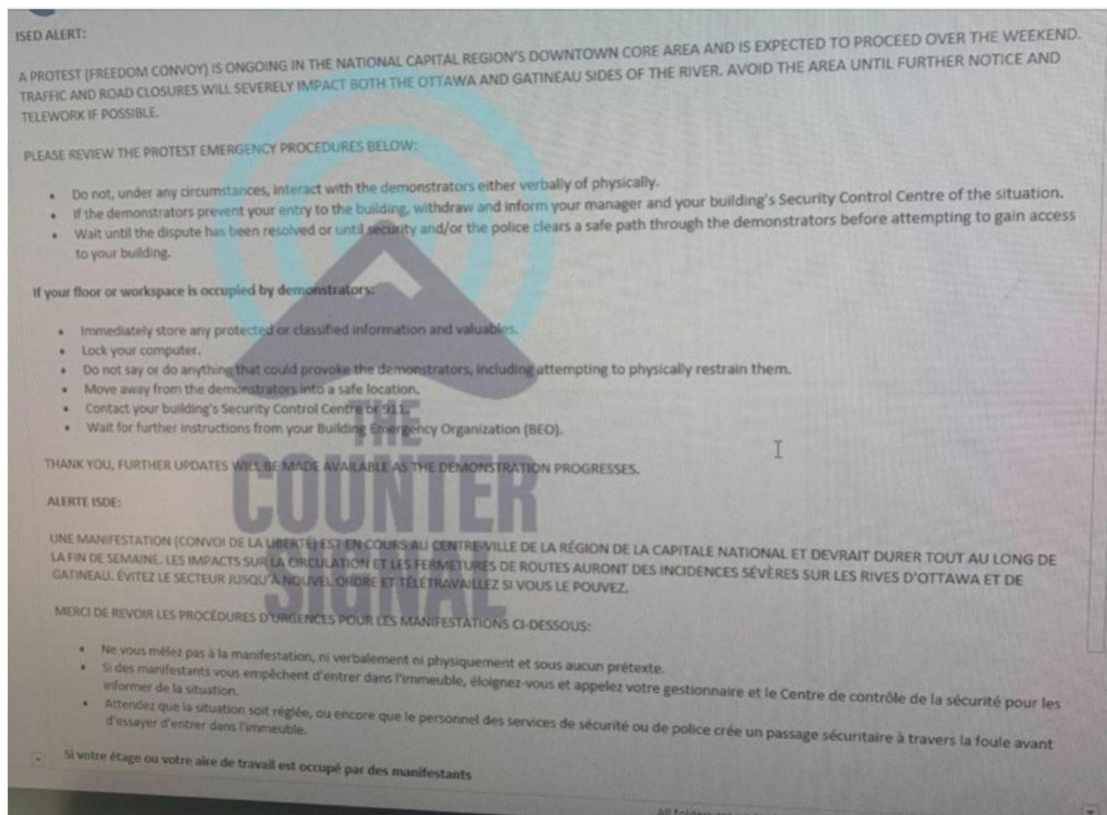 ISED ALERT:
A PROTEST (FREEDOM CONVOY) IS ONGOING IN THE NATIONAL CAPITAL REGION'S DOWNTOWN CORE AREA AND IS EXPECTED TO PROCEED OVER THE WEEKEND.
TRAFFIC AND ROAD CLOSURES WILL SEVERELY IMPACT BOTH THE OTTAWA AND GATINEAU SIDES OF THE RIVER. AVOID THE AREA UNTIL FURTHER NOTICE AND
TELEWORK IF POSSIBLE.
PLEASE REVIEW THE PROTEST EMERGENCY PROCEDURES BELOW:
• Do not, under any circumstances, interact with the demonstrators either verbally of physically.
• If the demonstrators prevent your entry to the building, withdraw and inform your manager and your building's Security Control Centre of the situation.
• Wait until the dispute has been resolved or until security and/or the police clears a safe path through the demonstrators before attempting to gain access
to your building.
If your floor or workspace is occupied by demonstrators:
• Immediately store any protected or classified information and valuables.
• Lock your computer.
• Do not say or do anything that could provoke the demonstrators, including attempting to physically restrain them.
• Move away from the demonstrators into a safe location.
• Contact your building's Security Control Centre or 911.
• Wait for further instructions from your Building Emergency Organization (BEO).
THANK YOU, FURTHER UPDATES WILL BE MADE AVAILABLE AS THE DEMONSTRATION PROGRESSES.
ALERTE ISDE:
UNE MANIFESTATION (CONVOI DE LA LIBERTÉ) EST EN COURS AU CENTRE-VILLE DE LA RÉGION DE LA CAPITALE NATIONAL ET DEVRAIT DURER TOUT AU LONG DE
LA FIN DE SEMAINE. LES IMPACTS SUR LA CIRCULATION ET LES FERMETURES DE ROUTES AURONT DES INCIDENCES SÉVÈRES SUR LES RIVES D'OTTAWA ET DE
GATINEAU. ÉVITEZ LE SECTEUR JUSQU'À NOUVEL ORDRE ET TÉLÉTRAVAILLEZ SI VOUS LE POUVEZ.
MERCI DE REVOIR LES PROCÉDURES D'URGENCES POUR LES MANIFESTATIONS CI-DESSOUS:
• Ne vous mêlez pas à la manifestation, ni verbalement ni physiquement et sous aucun prétexte.
• Si des manifestants vous empêchent d'entrer dans l'immeuble, éloignez-vous et appelez votre gestionnaire et le Centre de contrôle de la sécurité pour les
informer de la situation.
• Attendez que la situation soit réglée, ou encore que le personnel des services de sécurité ou de police crée un passage sécuritaire à travers la foule avant
d'essayer d'entrer dans l'immeuble.
Si votre étage ou votre aire de travail est occupé par des manifestants
THE
COUNTER
SIGNAL